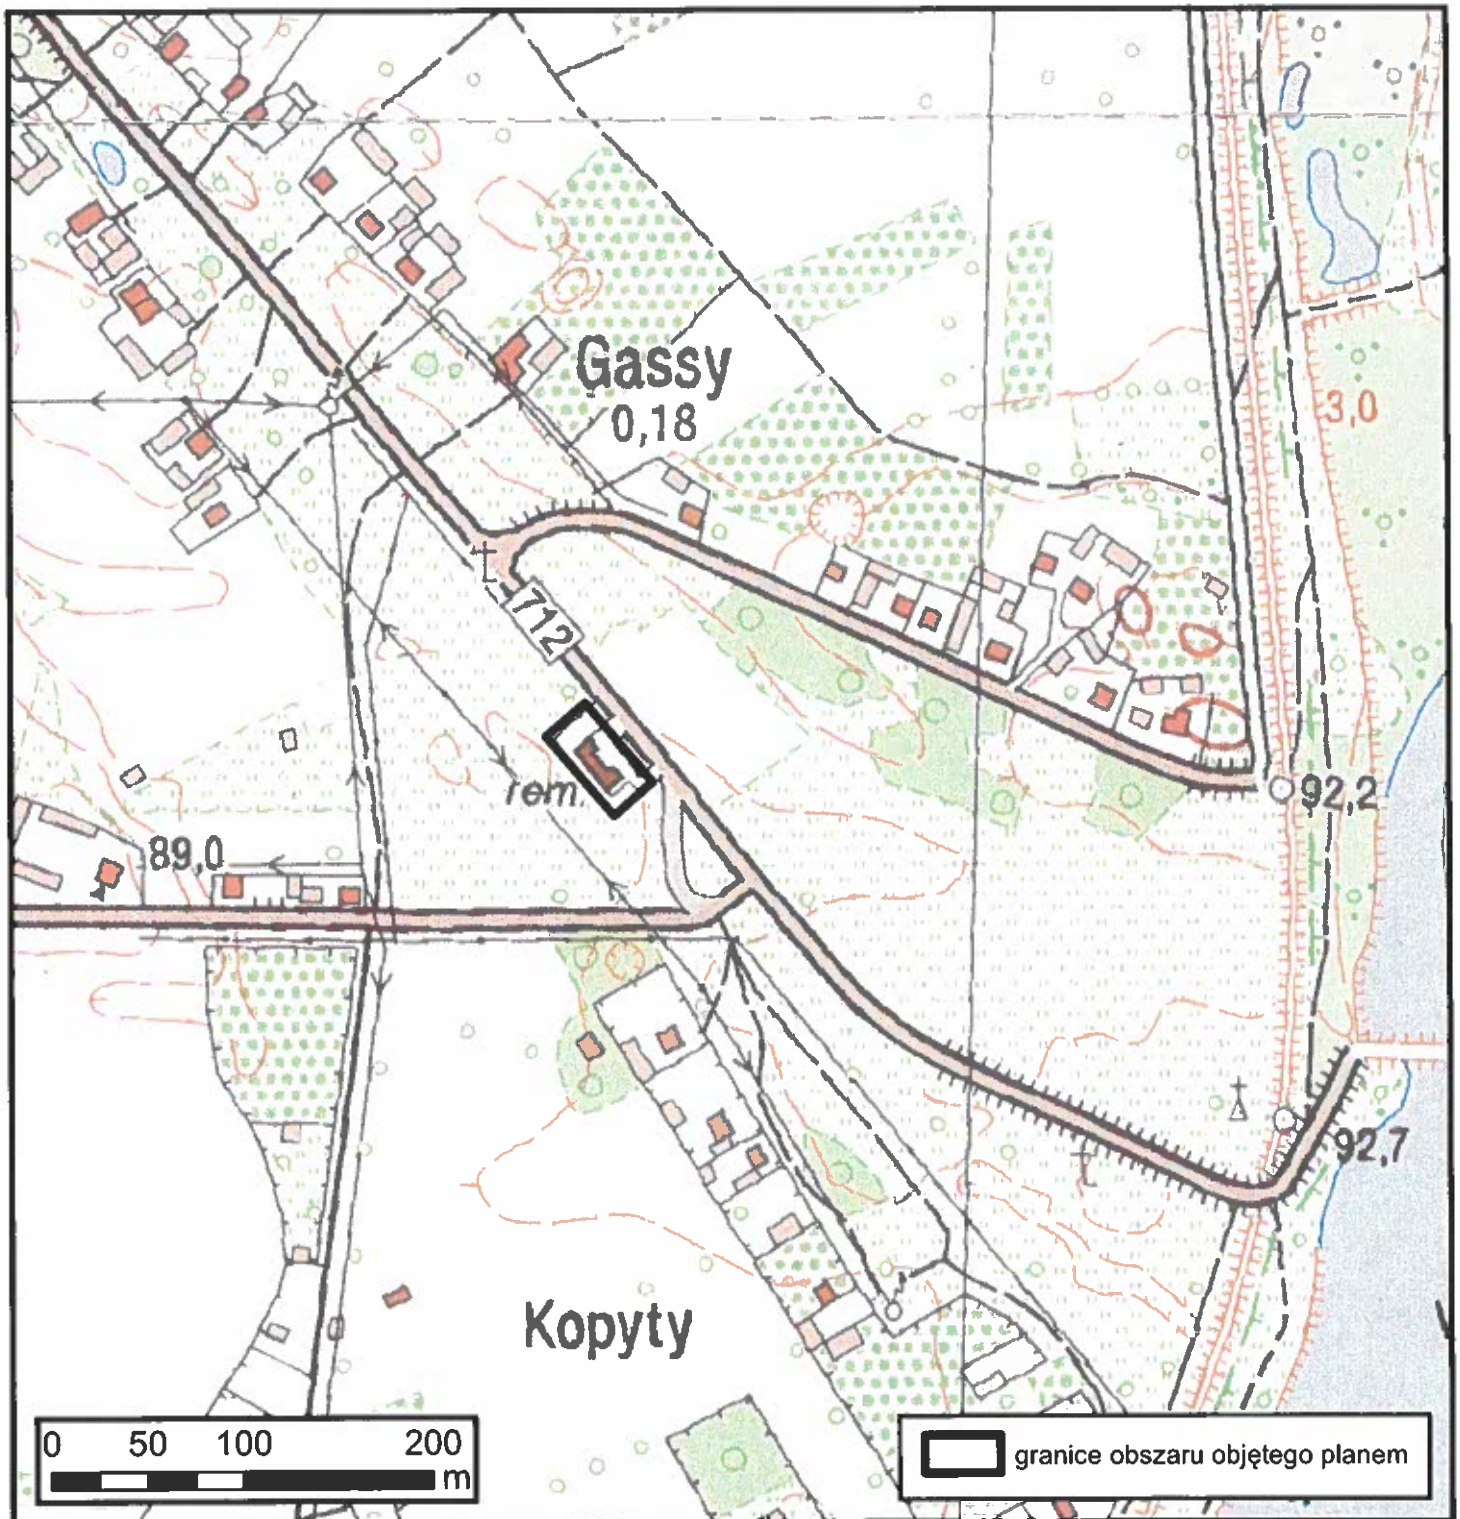 Gassy
0,18
3,0
712
rem.
92,2
89,0
92,7
Kopyty
0 50 100 200
m
granice obszaru objętego planem